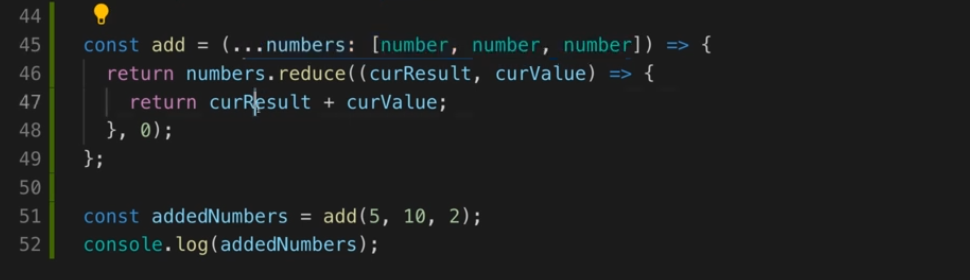 44
45 const add = (...numbers: [number, number, number]) => {
46   return numbers.reduce((curResult, curValue) => {
47     return curResult + curValue;
48   }, 0);
49 };
50
51 const addedNumbers = add(5, 10, 2);
52 console.log(addedNumbers);